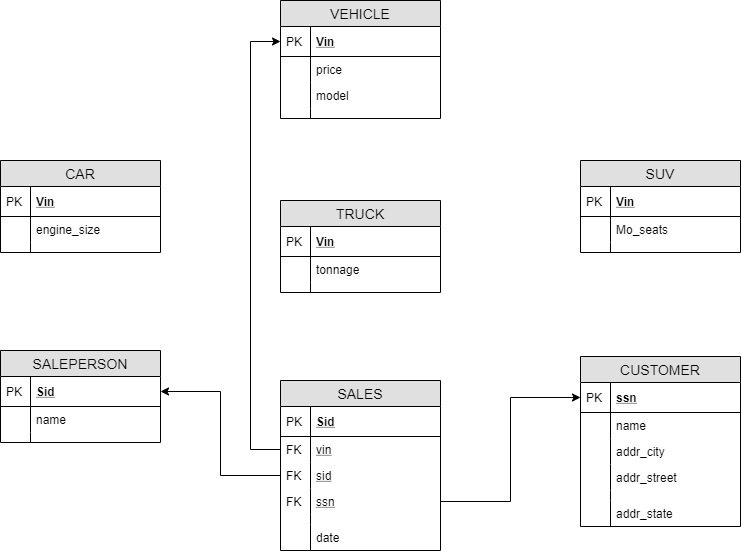 VEHICLE
PK Vin
price
model
CAR
PK Vin
engine_size
TRUCK
PK Vin
tonnage
SUV
PK Vin
Mo_seats
SALEPERSON
PK Sid
name
SALES
PK Sid
FK vin
FK sid
FK ssn
date
CUSTOMER
PK ssn
name
addr_city
addr_street
addr_state